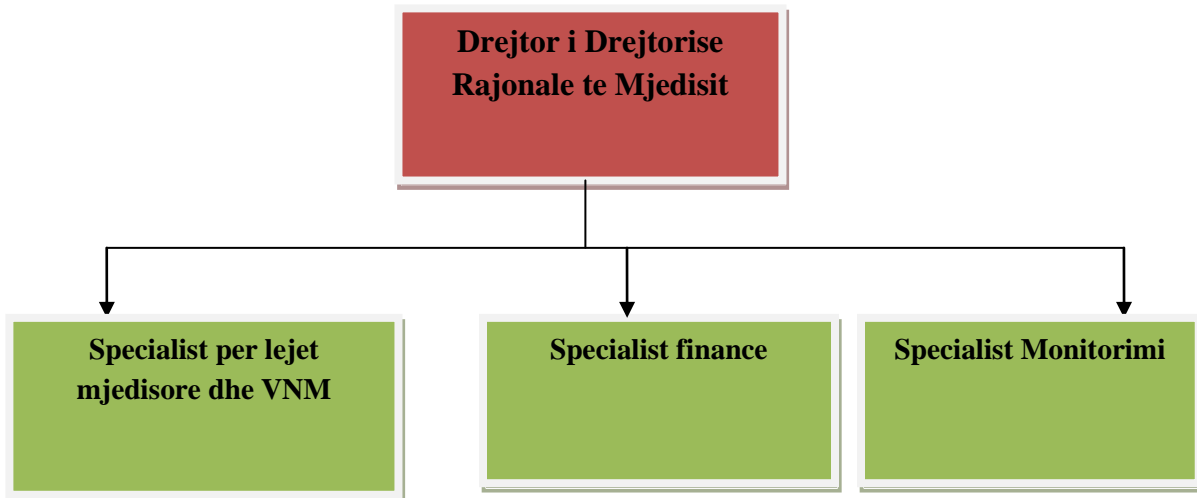 Drejtor i Drejtorise
Rajonale te Mjedisit
Specialist per lejet
mjedisore dhe VNM
Specialist finance
Specialist Monitorimi